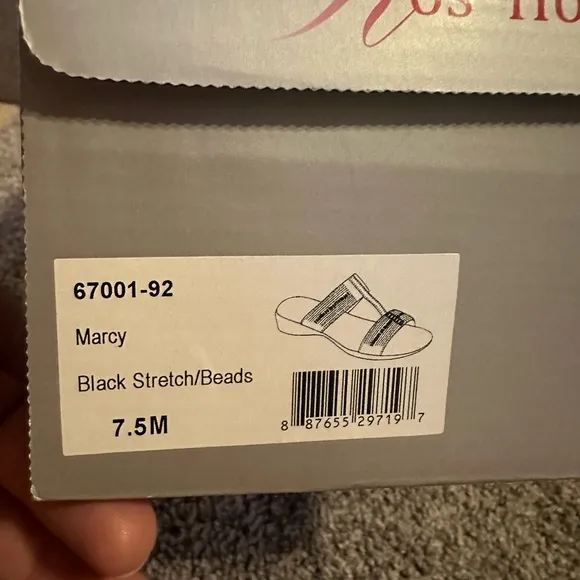 67001-92
Marcy
Black Stretch/Beads
7.5M
8 87655 29719 7